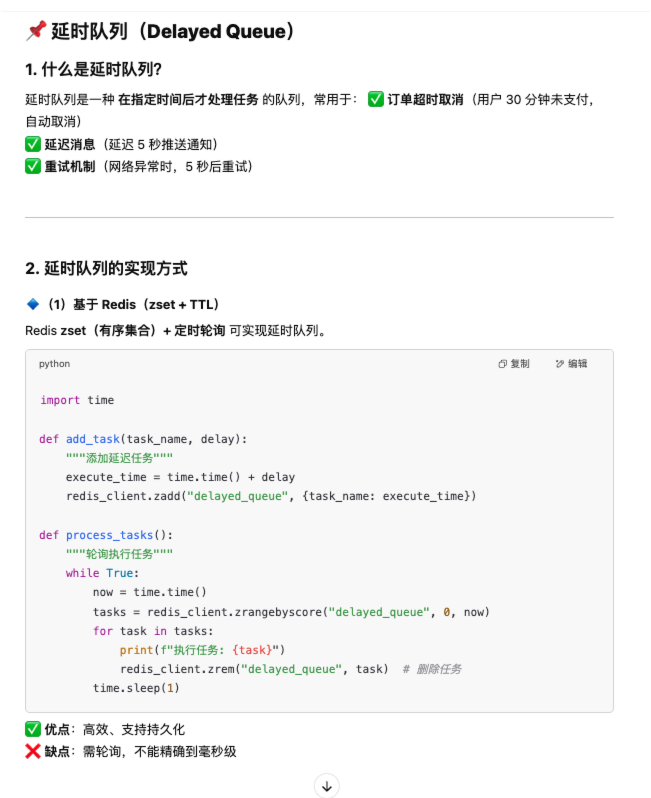 📌 延时队列（Delayed Queue）
1. 什么是延时队列?
延时队列是一种 在指定时间后才处理任务 的队列，常用于： ✅ 订单超时取消（用户 30 分钟未支付，
自动取消）
✅ 延迟消息（延迟 5 秒推送通知）
✅ 重试机制（网络异常时，5 秒后重试）
2. 延时队列的实现方式
🔹（1）基于 Redis（zset + TTL）
Redis zset（有序集合）+ 定时轮询 可实现延时队列。
python 复制 编辑
import time
def add_task(task_name, delay):
    """添加延迟任务"""
    execute_time = time.time() + delay
    redis_client.zadd("delayed_queue", {task_name: execute_time})
def process_tasks():
    """轮询执行任务"""
    while True:
        now = time.time()
        tasks = redis_client.zrangebyscore("delayed_queue", 0, now)
        for task in tasks:
            print(f"执行任务: {task}")
            redis_client.zrem("delayed_queue", task)  # 删除任务
        time.sleep(1)
✅ 优点：高效、支持持久化
❌ 缺点：需轮询，不能精确到毫秒级